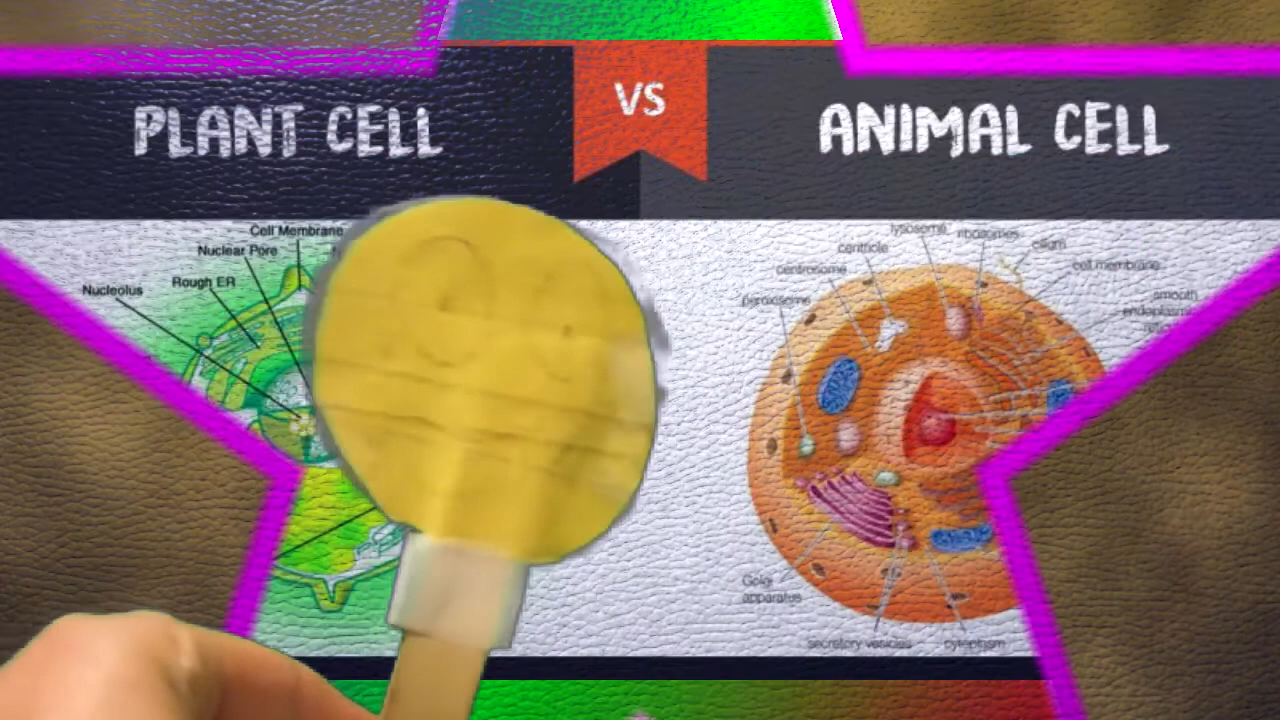 VS
PLANT CELL
ANIMAL CELL
Cell Membrane
Nuclear Pore
Rough ER
Nucleolus
lysosome
ribosomes
cilium
centriole
cell membrane
centrosome
peroxisome
smooth
endoplasmic
Golgi
apparatus
secretory vesicles
cytoplasm